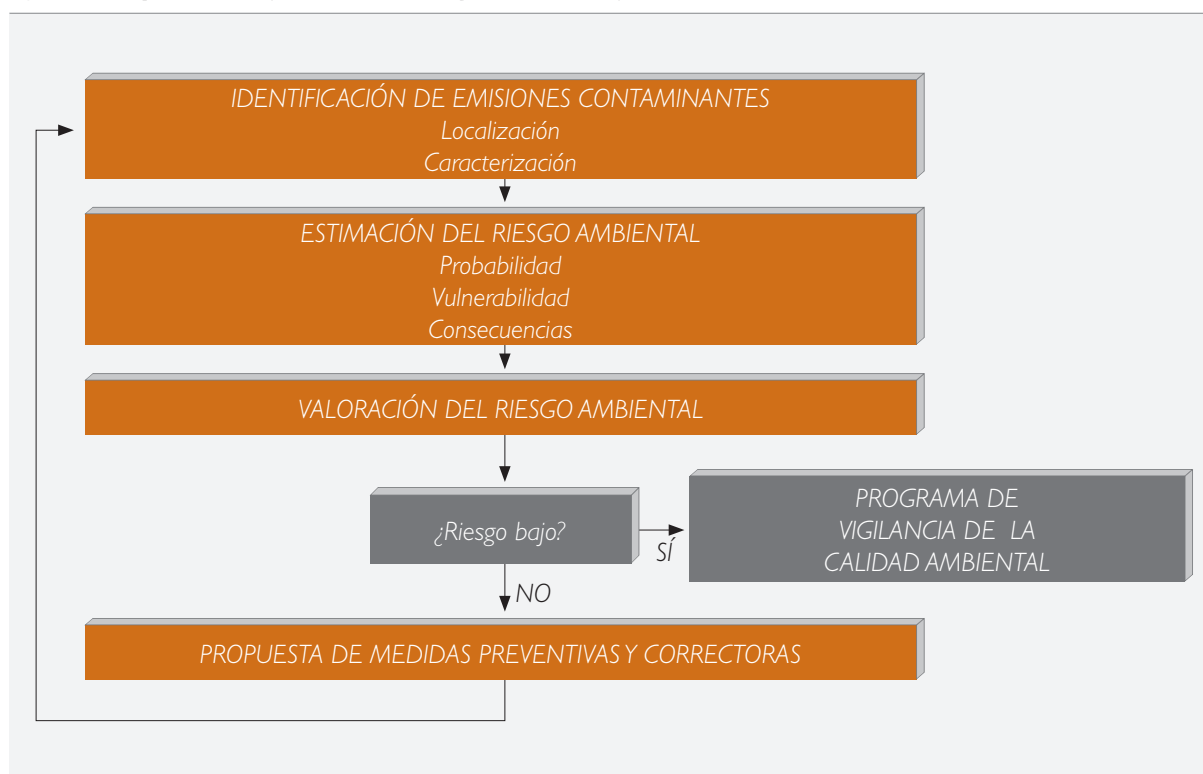 IDENTIFICACIÓN DE EMISIONES CONTAMINANTES
Localización
Caracterización
ESTIMACIÓN DEL RIESGO AMBIENTAL
Probabilidad
Vulnerabilidad
Consecuencias
VALORACIÓN DEL RIESGO AMBIENTAL
¿Riesgo bajo?
SÍ
PROGRAMA DE
VIGILANCIA DE LA
CALIDAD AMBIENTAL
NO
PROPUESTA DE MEDIDAS PREVENTIVAS Y CORRECTORAS